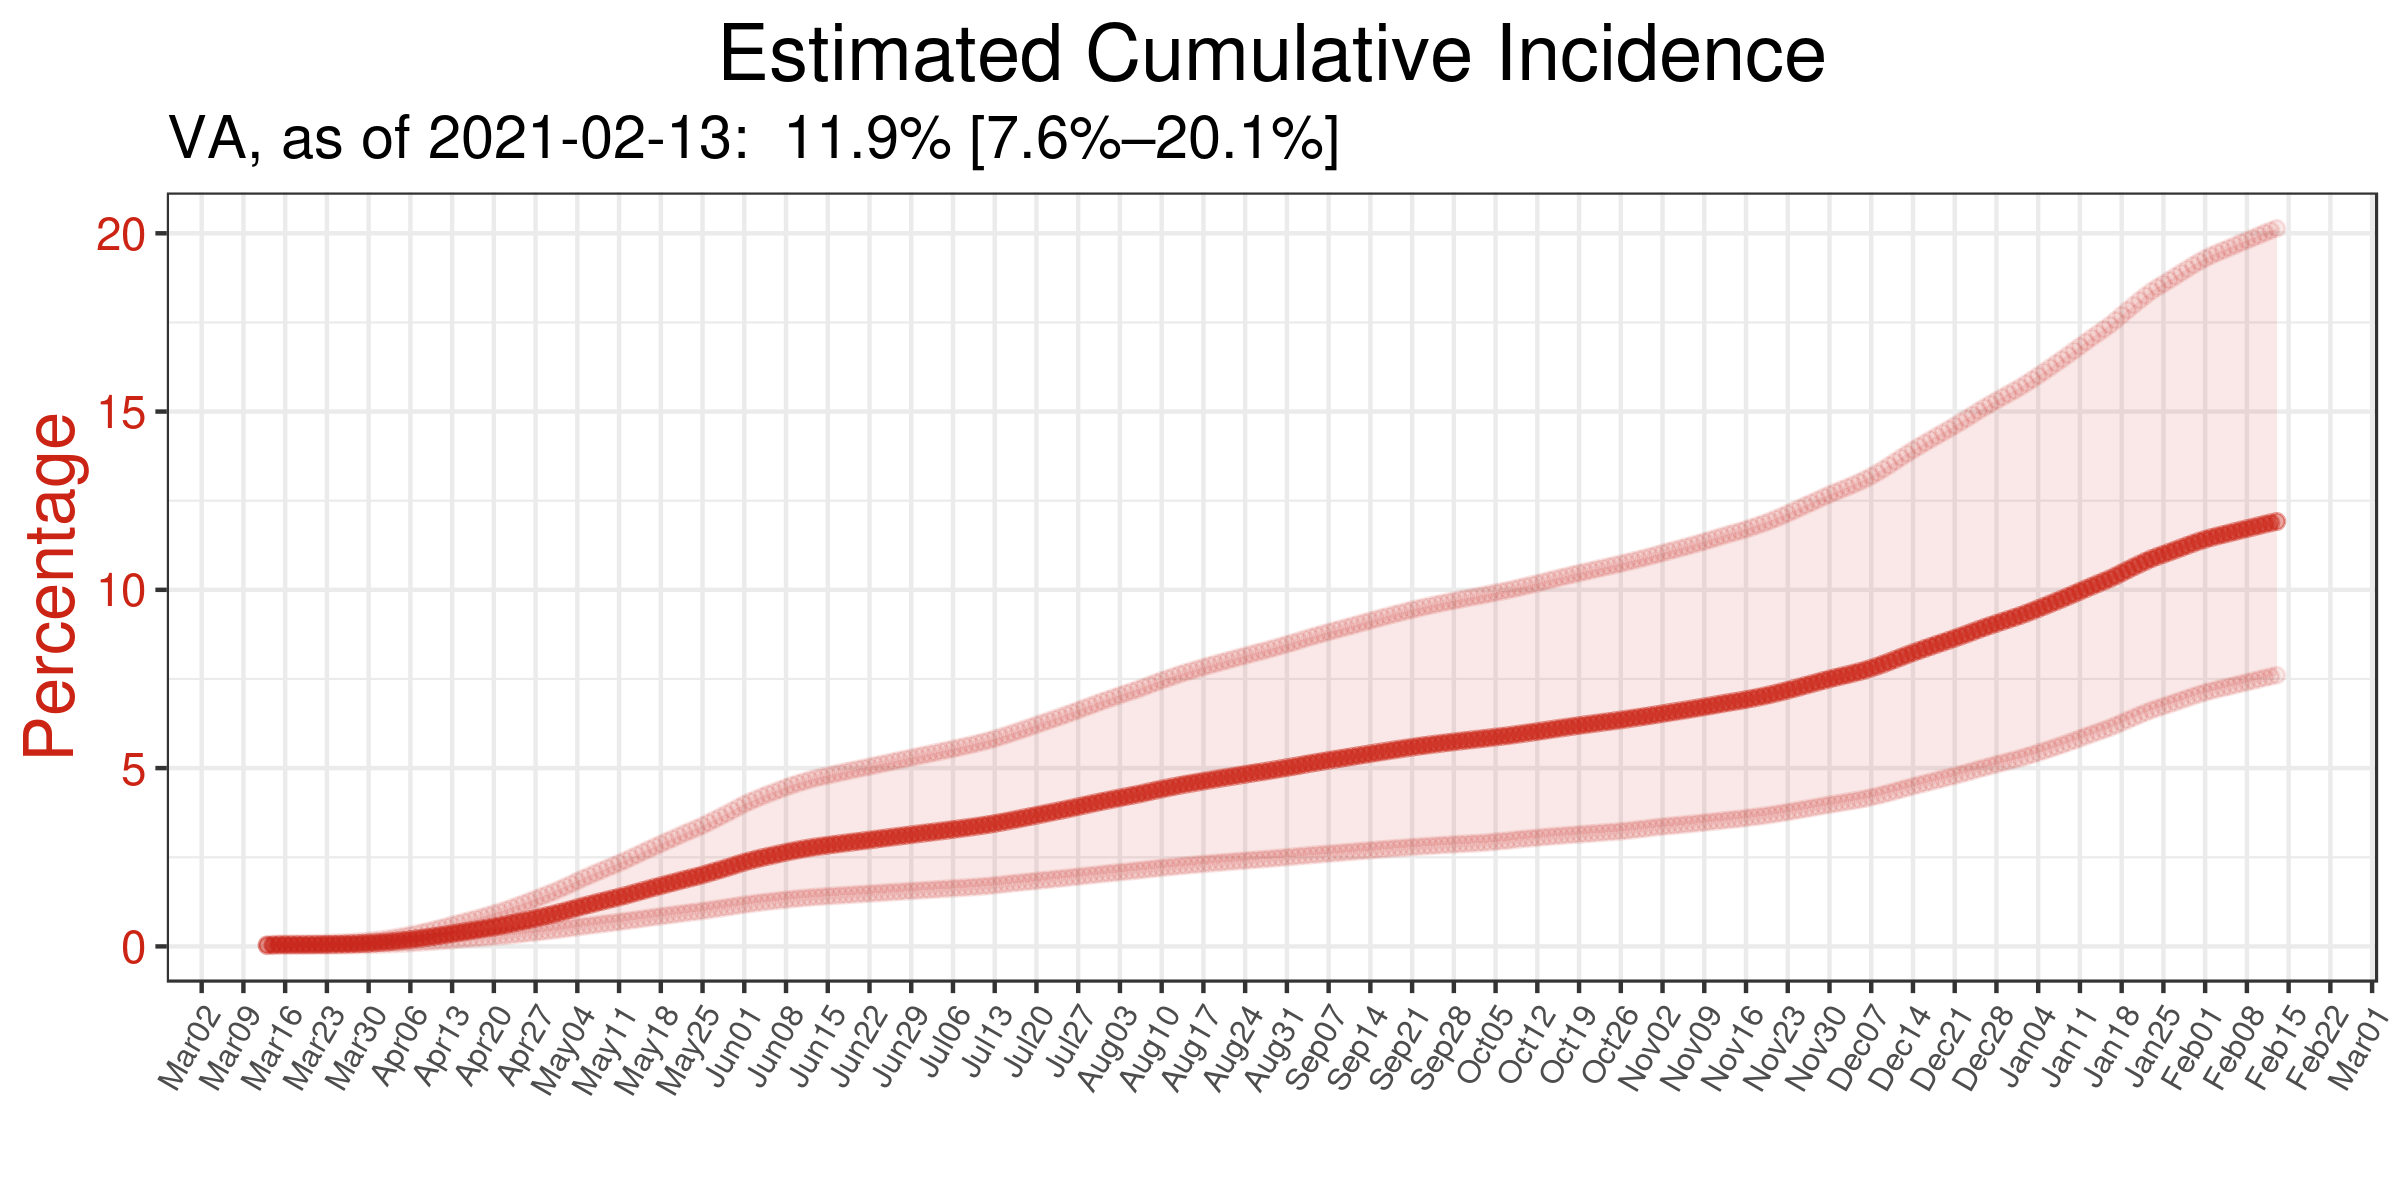 Estimated Cumulative Incidence
VA, as of 2021-02-13:  11.9% [7.6%–20.1%]
Percentage
20
15
10
5
0
Mar02
Mar09
Mar16
Mar23
Mar30
Apr06
Apr13
Apr20
Apr27
May04
May11
May18
May25
Jun01
Jun08
Jun15
Jun22
Jun29
Jul06
Jul13
Jul20
Jul27
Aug03
Aug10
Aug17
Aug24
Aug31
Sep07
Sep14
Sep21
Sep28
Oct05
Oct12
Oct19
Oct26
Nov02
Nov09
Nov16
Nov23
Nov30
Dec07
Dec14
Dec21
Dec28
Jan04
Jan11
Jan18
Jan25
Feb01
Feb08
Feb15
Feb22
Mar01